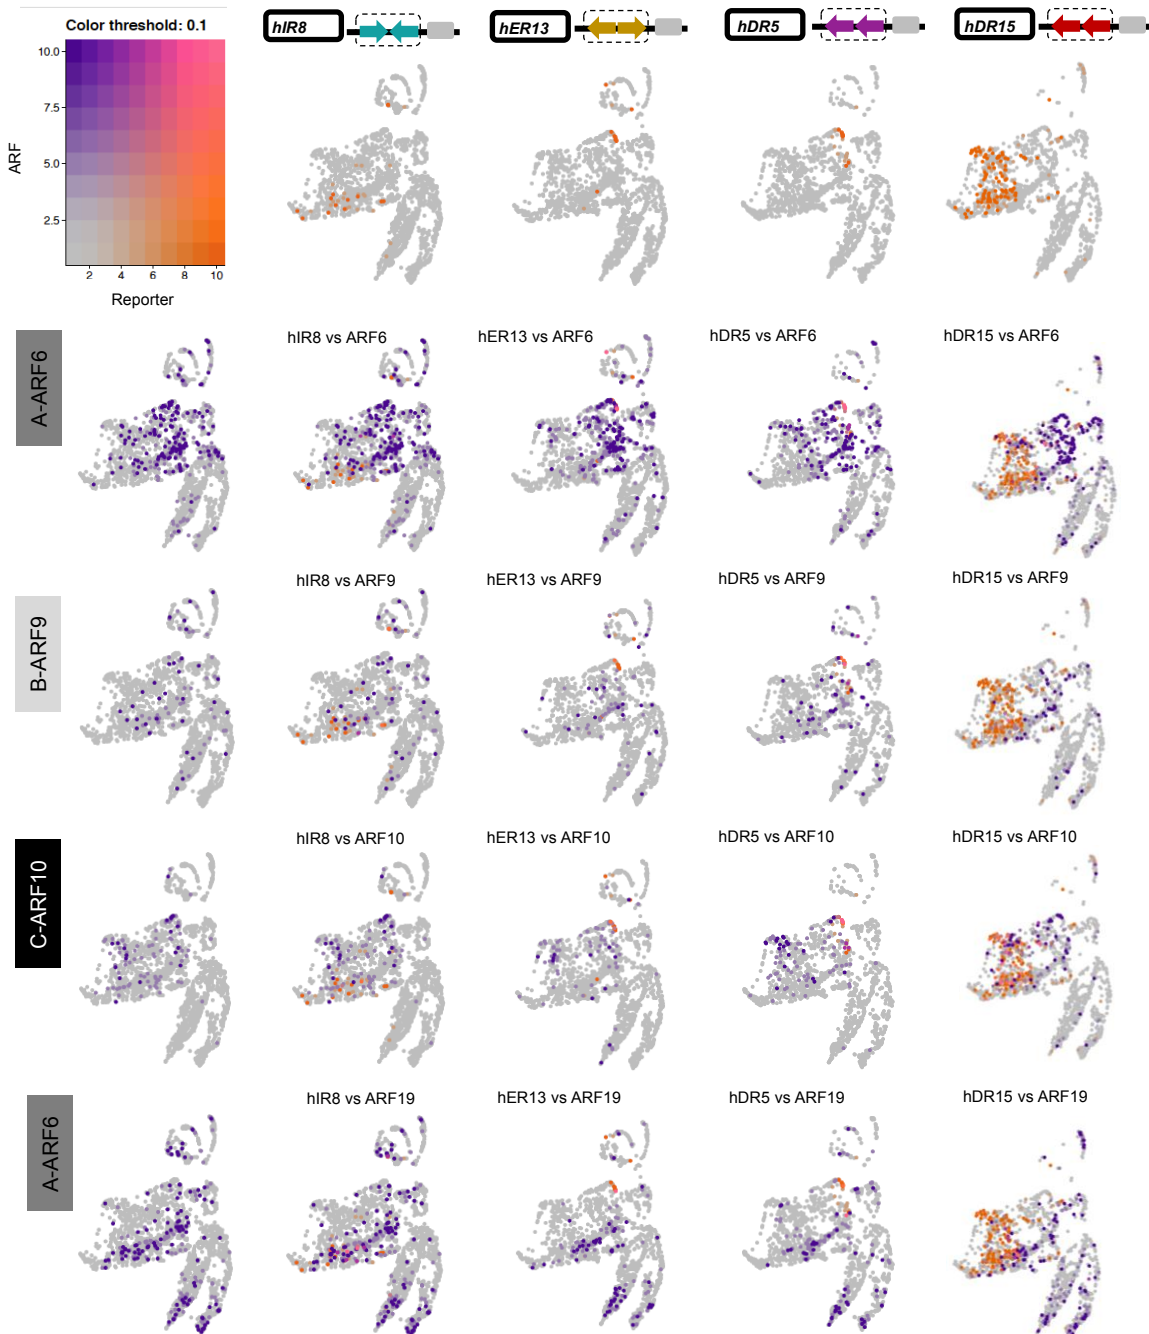 Color threshold: 0.1
hIR8
hER13
hDR5
hDR15
10.0
7.5
5.0
2.5
ARF
2 4 6 8 10
Reporter
A-ARF6
hIR8 vs ARF6
hER13 vs ARF6
hDR5 vs ARF6
hDR15 vs ARF6
B-ARF9
hIR8 vs ARF9
hER13 vs ARF9
hDR5 vs ARF9
hDR15 vs ARF9
C-ARF10
hIR8 vs ARF10
hER13 vs ARF10
hDR5 vs ARF10
hDR15 vs ARF10
A-ARF6
hIR8 vs ARF19
hER13 vs ARF19
hDR5 vs ARF19
hDR15 vs ARF19